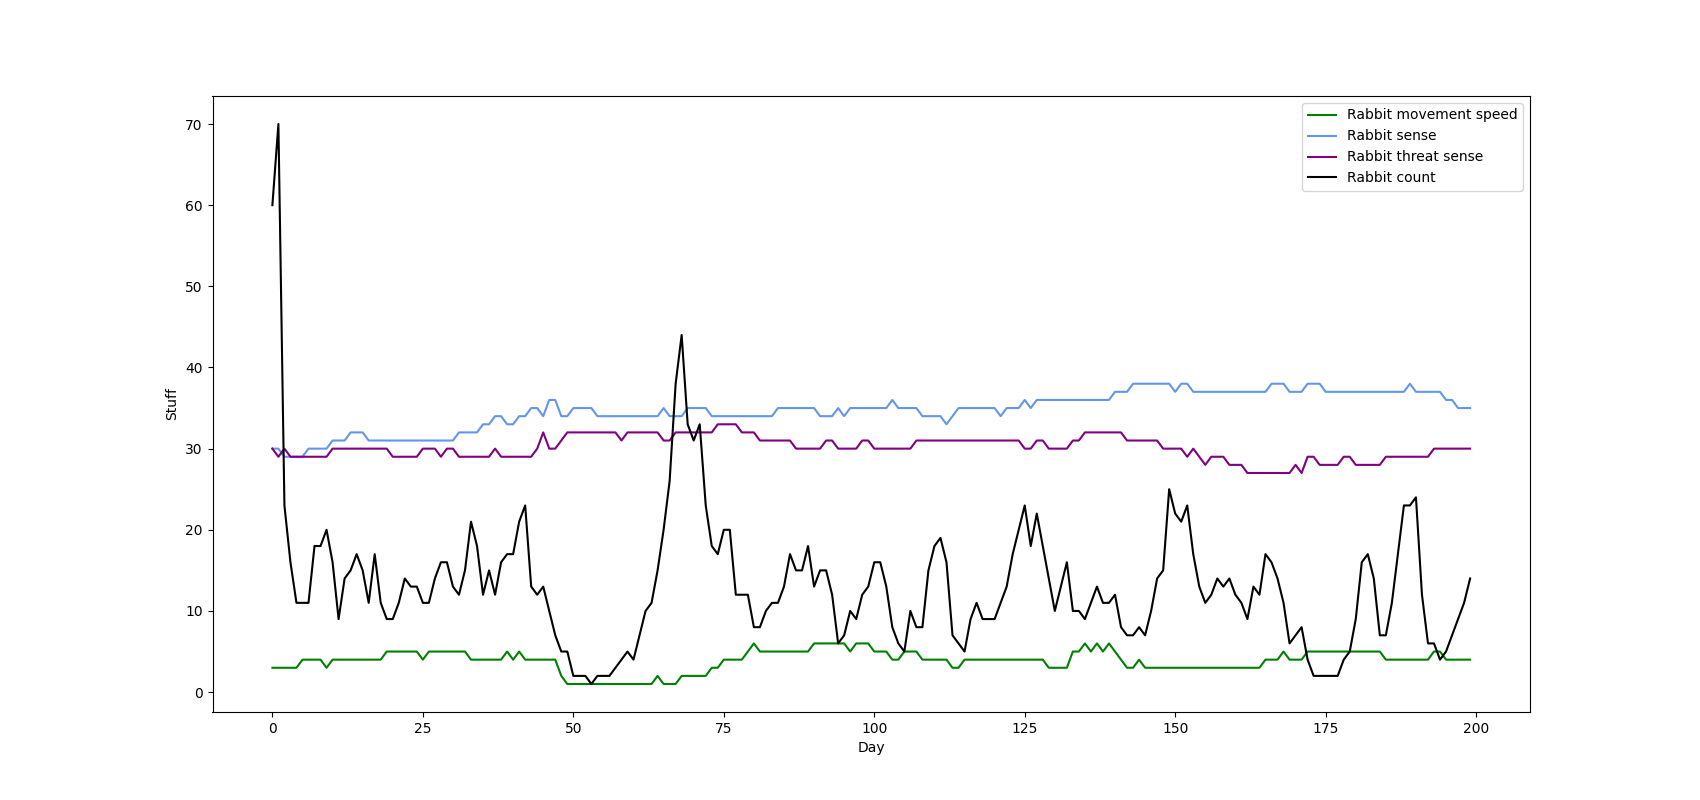 Rabbit movement speed
Rabbit sense
Rabbit threat sense
Rabbit count
70
60
50
40
30
20
10
0
Stuff
0 25 50 75 100 125 150 175 200
Day